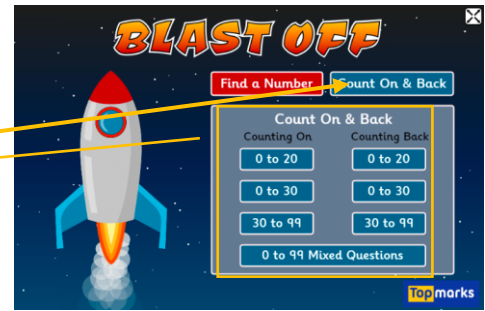 BLAST OFF
Find a Number Count On & Back
Count On & Back
Counting On Counting Back
0 to 20 0 to 20
0 to 30 0 to 30
30 to 99 30 to 99
0 to 99 Mixed Questions
Topmarks